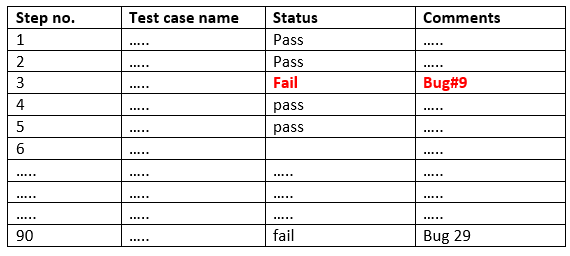 Step no. Test case name Status Comments
1 ….. Pass …..
2 ….. Pass …..
3 ….. Fail Bug#9
4 ….. pass …..
5 ….. pass …..
6 ….. …..
….. ….. ….. …..
….. ….. ….. …..
….. ….. ….. …..
90 ….. fail Bug 29